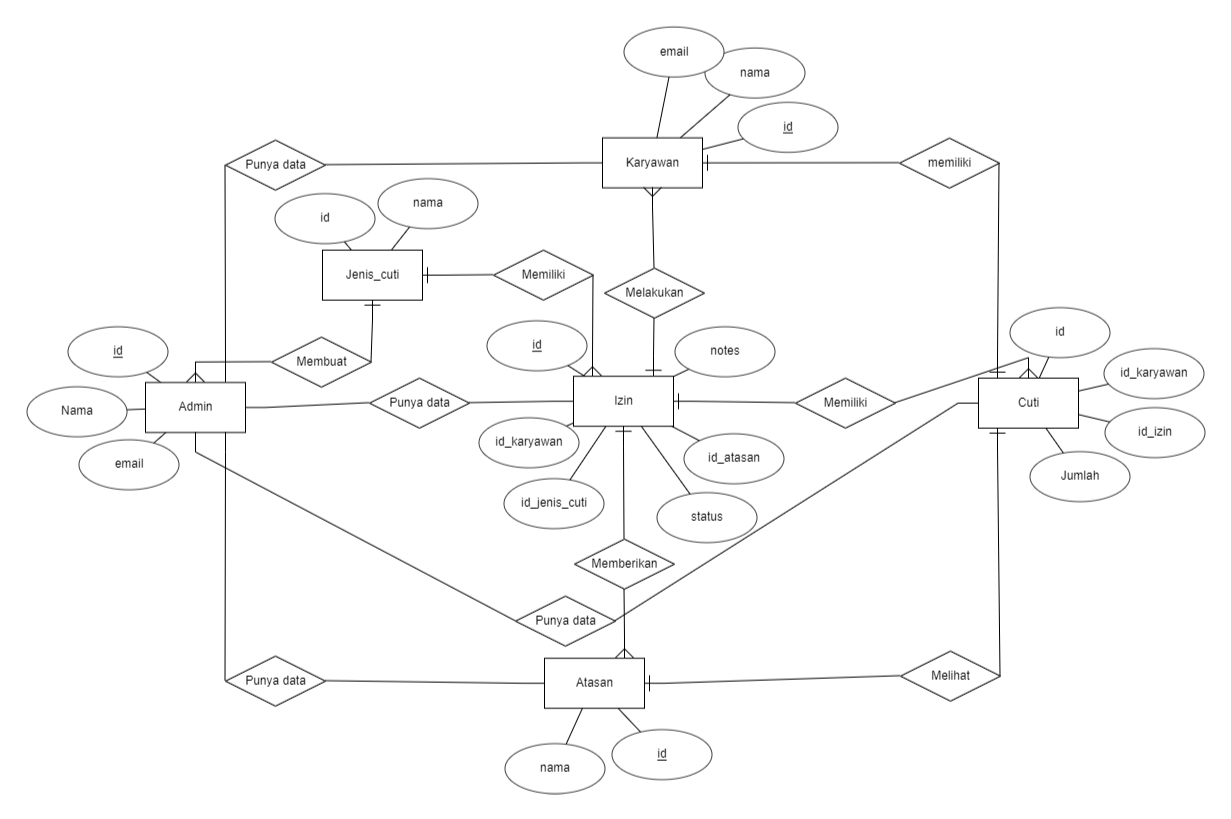 email
nama
id
Punya data
Karyawan
memiliki
id
nama
Jenis_cuti
Memiliki
Melakukan
id
Membuat
id
notes
id
id_karyawan
Nama
Admin
Punya data
Izin
Memiliki
Cuti
id_izin
email
id_karyawan
id_atasan
Jumlah
id_jenis_cuti
status
Memberikan
Punya data
Punya data
Atasan
Melihat
nama
id